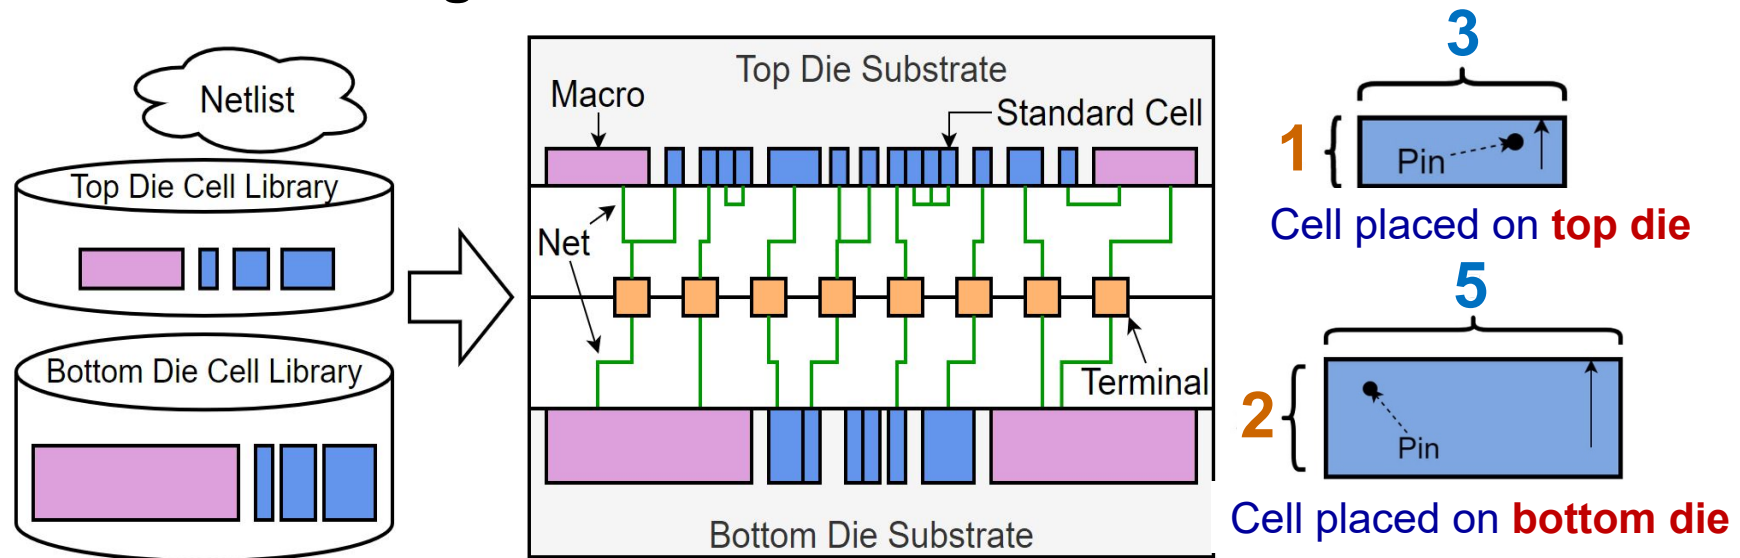 Netlist
Top Die Cell Library
Bottom Die Cell Library
Top Die Substrate
Macro
Standard Cell
Net
Terminal
Bottom Die Substrate
3
1
Pin
Cell placed on top die
5
2
Pin
Cell placed on bottom die